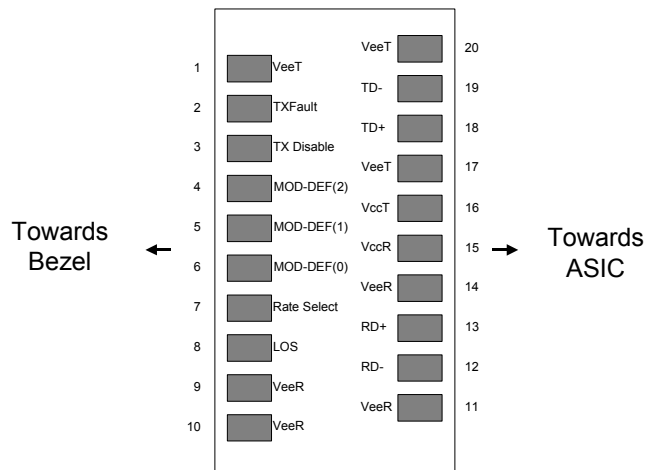 VeeT 20
1 VeeT
TD- 19
2 TXFault
TD+ 18
3 TX Disable
VeeT 17
4 MOD-DEF(2)
VccT 16
5 MOD-DEF(1)
Towards
Bezel
VccR 15
Towards
ASIC
6 MOD-DEF(0)
VeeR 14
7 Rate Select
RD+ 13
8 LOS
RD- 12
9 VeeR
VeeR 11
10 VeeR